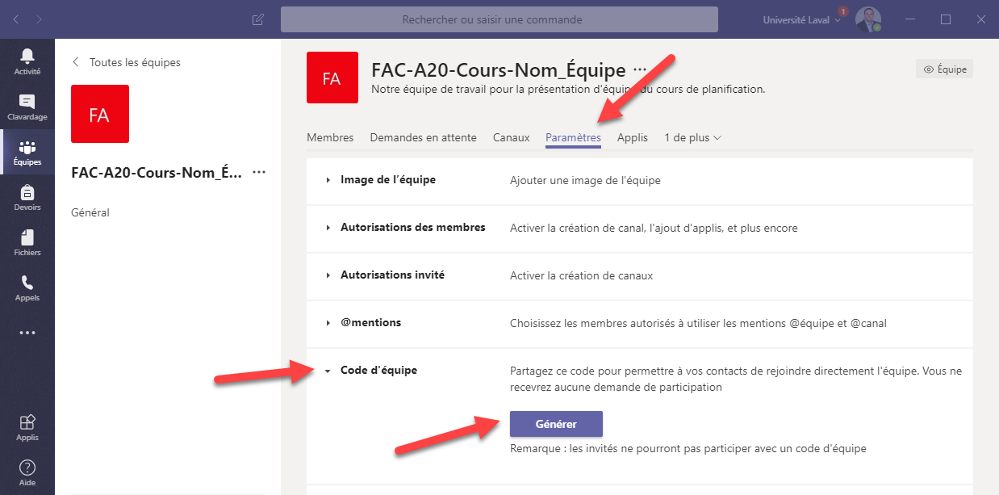 Rechercher ou saisir une commande
Université Laval
1
Activité
Clavardage
Équipes
Devoirs
Fichiers
Appels
Applis
Aide
Toutes les équipes
FA
FAC-A20-Cours-Nom_É...
Général
FA
FAC-A20-Cours-Nom_Équipe
Notre équipe de travail pour la présentation d'équipe du cours de planification.
Équipe
Membres Demandes en attente Canaux Paramètres Applis 1 de plus
Image de l'équipe Ajouter une image de l'équipe
Autorisations des membres Activer la création de canal, l'ajout d'applis, et plus encore
Autorisations invité Activer la création de canaux
@mentions Choisissez les membres autorisés à utiliser les mentions @équipe et @canal
Code d'équipe Partagez ce code pour permettre à vos contacts de rejoindre directement l'équipe. Vous ne
recevrez aucune demande de participation
Générer
Remarque : les invités ne pourront pas participer avec un code d'équipe